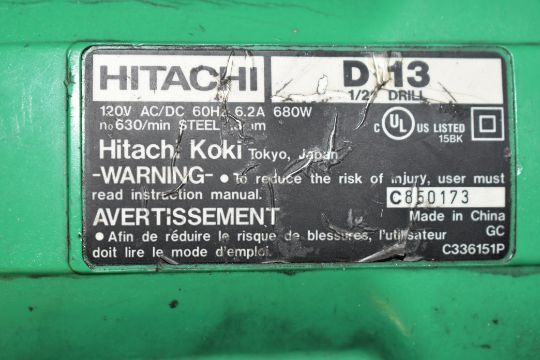 HITACHI
D 13
1/2" DRILL
120V AC/DC 60Hz 6.2A 680W
no630/min STEEL 13mm
C UL US LISTED
15BK
Hitachi Koki Tokyo, Japan
-WARNING- • To reduce the risk of injury, user must
read instruction manual.
C850173
AVERTISSEMENT
Made in China
• Afin de réduire le risque de blessures, l'utilisateur
GC
doit lire le mode d'emploi.
C336151P